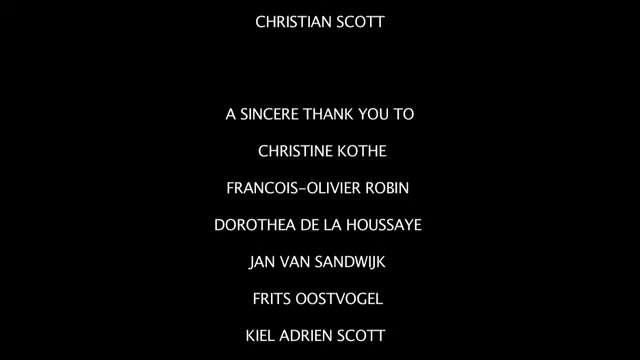 CHRISTIAN SCOTT
A SINCERE THANK YOU TO
CHRISTINE KOTHE
FRANCOIS-OLIVIER ROBIN
DOROTHEA DE LA HOUSSAYE
JAN VAN SANDWIJK
FRITS OOSTVOGEL
KIEL ADRIEN SCOTT